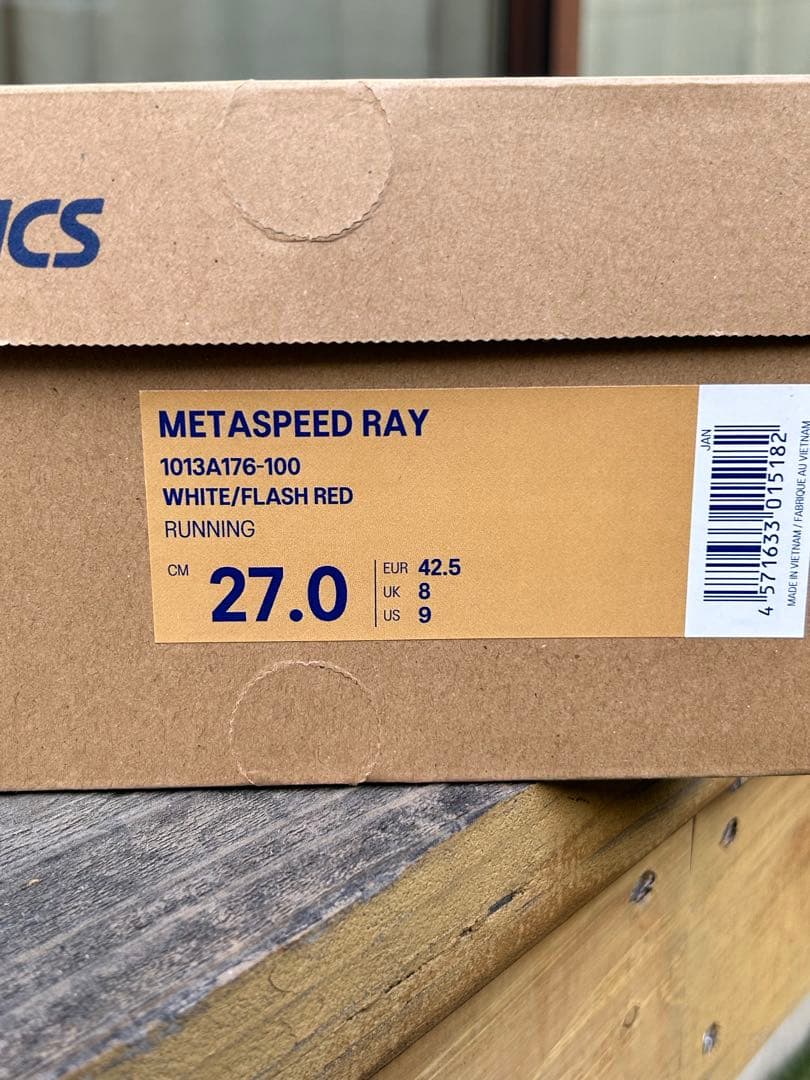 ICS
METASPEED RAY
1013A176-100
WHITE/FLASH RED
RUNNING
CM 27.0
EUR 42.5
UK 8
US 9
JAN
4 571633 015182
MADE IN VIETNAM / FABRIQUE AU VIETNAM